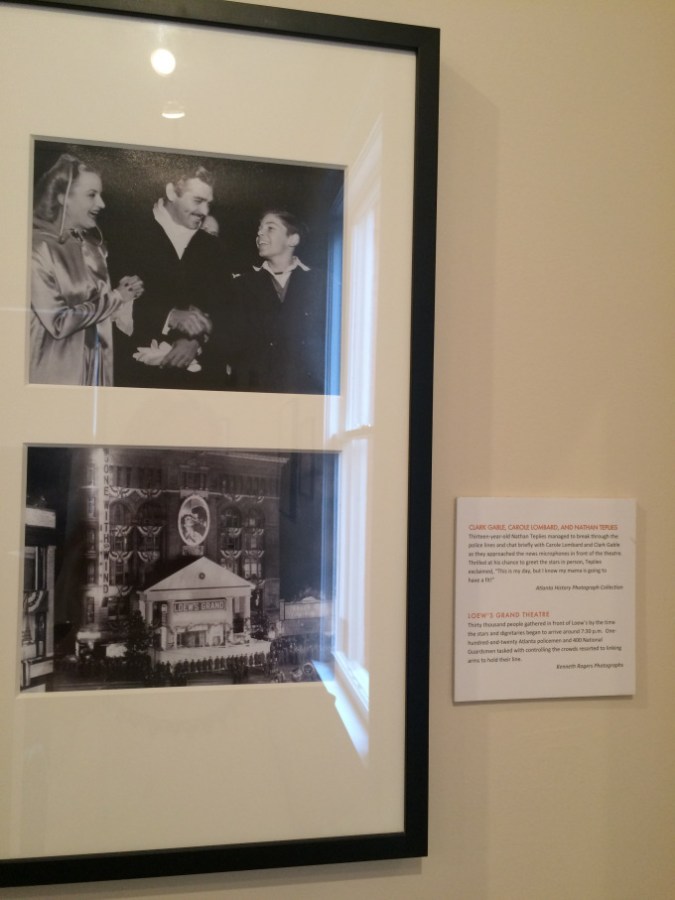 GONE WITH THE WIND
LOEW'S GRAND
CLARK GABLE, CAROLE LOMBARD, AND NATHAN TEPLIES
Thirteen-year-old Nathan Teplies managed to break through the
police lines and chat briefly with Carole Lombard and Clark Gable
as they approached the news microphones in front of the theatre.
Thrilled at his chance to greet the stars in person, Teplies
exclaimed, "This is my day, but I know my mama is going to
have a fit!"
Atlanta History Photograph Collection
LOEW'S GRAND THEATRE
Thirty thousand people gathered in front of Loew's by the time
the stars and dignitaries began to arrive around 7:30 p.m. One
hundred and twenty Atlanta policemen and 400 National
Guardsmen tasked with controlling the crowds resorted to linking
arms to hold their line.
Kenneth Rogers Photographs